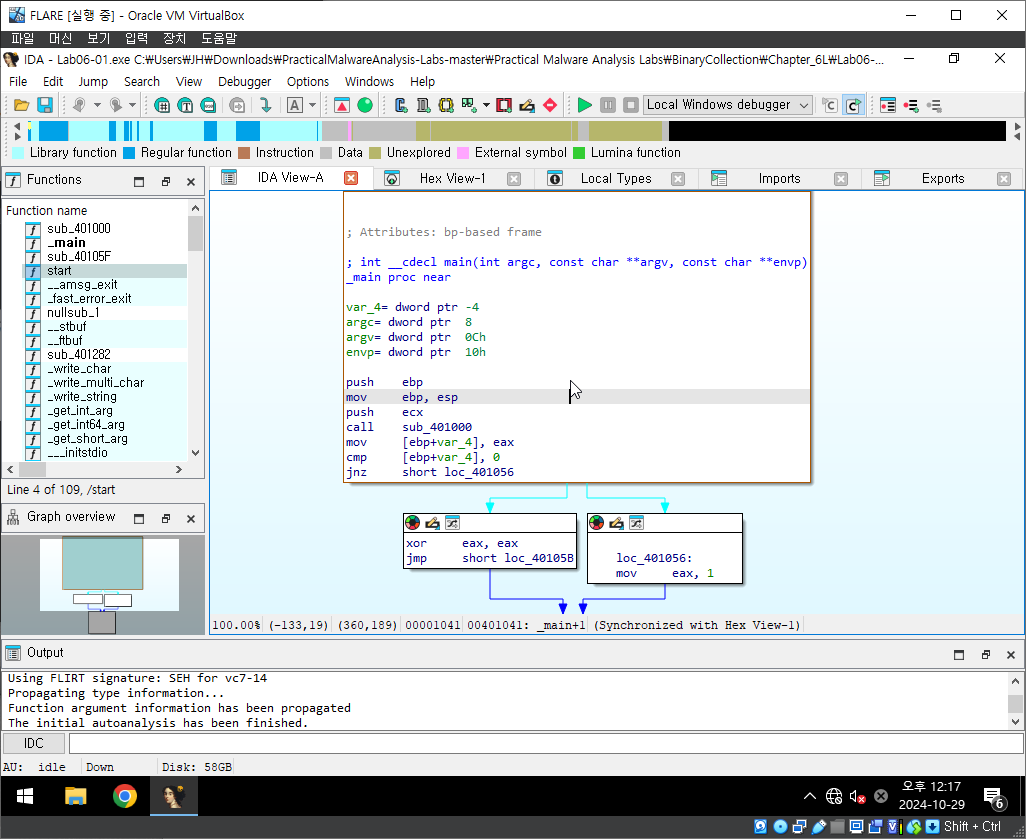 FLARE [실행 중] - Oracle VM VirtualBox
파일 머신 보기 입력 장치 도움말
IDA - Lab06-01.exe C:₩Users₩JH₩Downloads₩PracticalMalwareAnalysis-Labs-master₩Practical Malware Analysis Labs₩BinaryCollection₩Chapter_6L₩Lab06-...
File Edit Jump Search View Debugger Options Windows Help
Local Windows debugger
Library function Regular function Instruction Data Unexplored External symbol Lumina function
Functions
IDA View-A Hex View-1 Local Types Imports Exports
Function name
sub_401000
_main
sub_40105F
start
__amsg_exit
_fast_error_exit
nullsub_1
__stbuf
__ftbuf
sub_401282
_write_char
_write_multi_char
_write_string
_get_int_arg
_get_int64_arg
_get_short_arg
___initstdio
Line 4 of 109, /start
Graph overview
; Attributes: bp-based frame
; int __cdecl main(int argc, const char **argv, const char **envp)
_main proc near
var_4= dword ptr -4
argc= dword ptr  8
argv= dword ptr  0Ch
envp= dword ptr  10h
push ebp
mov ebp, esp
push ecx
call sub_401000
mov [ebp+var_4], eax
cmp [ebp+var_4], 0
jnz short loc_401056
xor eax, eax
jmp short loc_40105B
loc_401056:
mov eax, 1
100.00% (-133,19) (360,189) 00001041 00401041: _main+1 (Synchronized with Hex View-1)
Output
Using FLIRT signature: SEH for vc7-14
Propagating type information...
Function argument information has been propagated
The initial autoanalysis has been finished.
IDC
AU: idle Down Disk: 58GB
오후 12:17
2024-10-29
6
Shift + Ctrl